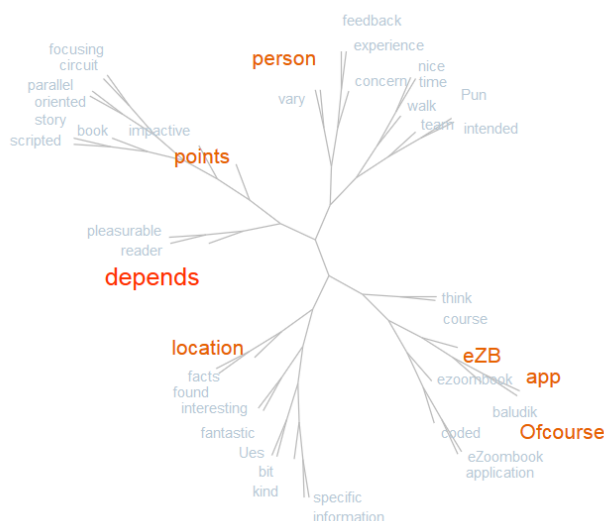 feedback
experience
person
nice
time
concern
vary
walk
team
Pun
intended
focusing
circuit
parallel
oriented
story
book
impactive
scripted
points
pleasurable
reader
depends
location
facts
found
interesting
fantastic
Ues
bit
kind
specific
information
think
course
eZB
ezoombook
app
baludik
Ofcourse
coded
eZoombook
application